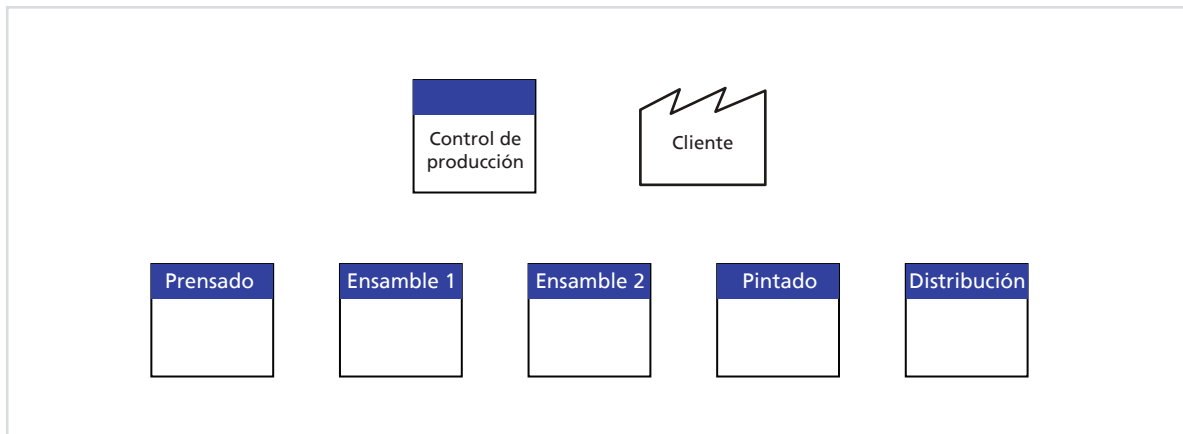 Control de
producción
Cliente
Prensado
Ensamble 1
Ensamble 2
Pintado
Distribución